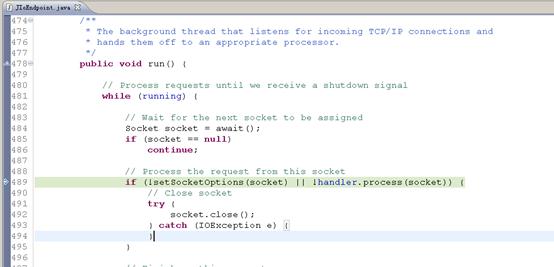 JIoEndpoint.java
474 /**
475 * The background thread that listens for incoming TCP/IP connections and
476 * hands them off to an appropriate processor.
477 */
478 public void run() {
479
480 // Process requests until we receive a shutdown signal
481 while (running) {
482
483 // Wait for the next socket to be assigned
484 Socket socket = await();
485 if (socket == null)
486 continue;
487
488 // Process the request from this socket
489 if (!setSocketOptions(socket) || !handler.process(socket)) {
490 // Close socket
491 try {
492 socket.close();
493 } catch (IOException e) {
494 }
495 }
496